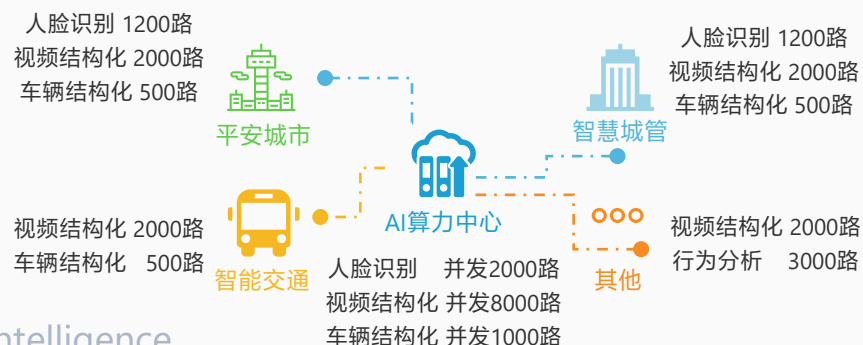 人脸识别 1200路
视频结构化 2000路
车辆结构化 500路
平安城市
人脸识别 1200路
视频结构化 2000路
车辆结构化 500路
智慧城管
AI算力中心
视频结构化 2000路
车辆结构化 500路
智能交通
视频结构化 2000路
行为分析 3000路
其他
人脸识别 并发2000路
视频结构化 并发8000路
车辆结构化 并发1000路
ntelligence